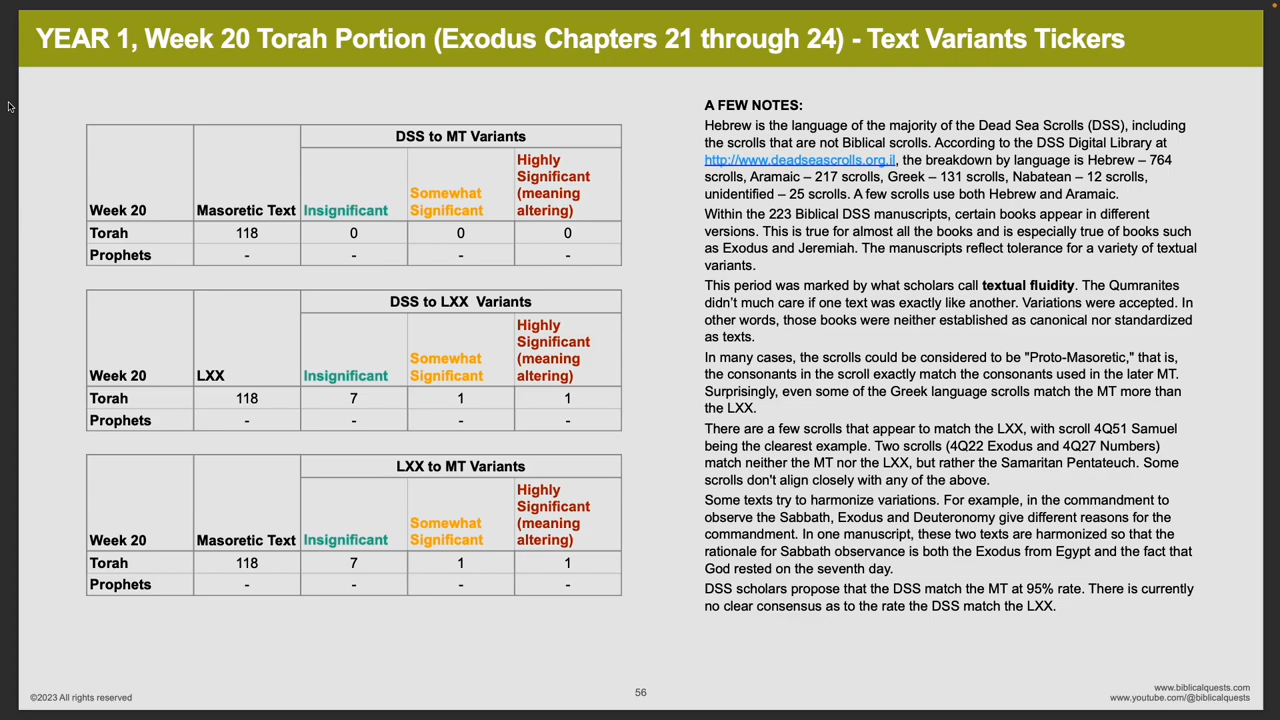 YEAR 1, Week 20 Torah Portion (Exodus Chapters 21 through 24) - Text Variants Tickers
DSS to MT Variants
Week 20 Masoretic Text Insignificant Somewhat Significant Highly Significant (meaning altering)
Torah 118 0 0 0
Prophets - - - -
DSS to LXX Variants
Week 20 LXX Insignificant Somewhat Significant Highly Significant (meaning altering)
Torah 118 7 1 1
Prophets - - - -
LXX to MT Variants
Week 20 Masoretic Text Insignificant Somewhat Significant Highly Significant (meaning altering)
Torah 118 7 1 1
Prophets - - - -
A FEW NOTES:
Hebrew is the language of the majority of the Dead Sea Scrolls (DSS), including
the scrolls that are not Biblical scrolls. According to the DSS Digital Library at
http://www.deadseascrolls.org.il, the breakdown by language is Hebrew – 764
scrolls, Aramaic – 217 scrolls, Greek – 131 scrolls, Nabatean – 12 scrolls,
unidentified – 25 scrolls. A few scrolls use both Hebrew and Aramaic.
Within the 223 Biblical DSS manuscripts, certain books appear in different
versions. This is true for almost all the books and is especially true of books such
as Exodus and Jeremiah. The manuscripts reflect tolerance for a variety of textual
variants.
This period was marked by what scholars call textual fluidity. The Qumranites
didn't much care if one text was exactly like another. Variations were accepted. In
other words, those books were neither established as canonical nor standardized
as texts.
In many cases, the scrolls could be considered to be "Proto-Masoretic," that is,
the consonants in the scroll exactly match the consonants used in the later MT.
Surprisingly, even some of the Greek language scrolls match the MT more than
the LXX.
There are a few scrolls that appear to match the LXX, with scroll 4Q51 Samuel
being the clearest example. Two scrolls (4Q22 Exodus and 4Q27 Numbers)
match neither the MT nor the LXX, but rather the Samaritan Pentateuch. Some
scrolls don't align closely with any of the above.
Some texts try to harmonize variations. For example, in the commandment to
observe the Sabbath, Exodus and Deuteronomy give different reasons for the
commandment. In one manuscript, these two texts are harmonized so that the
rationale for Sabbath observance is both the Exodus from Egypt and the fact that
God rested on the seventh day.
DSS scholars propose that the DSS match the MT at 95% rate. There is currently
no clear consensus as to the rate the DSS match the LXX.
©2023 All rights reserved
56
www.biblicalquests.com
www.youtube.com/@biblicalquests